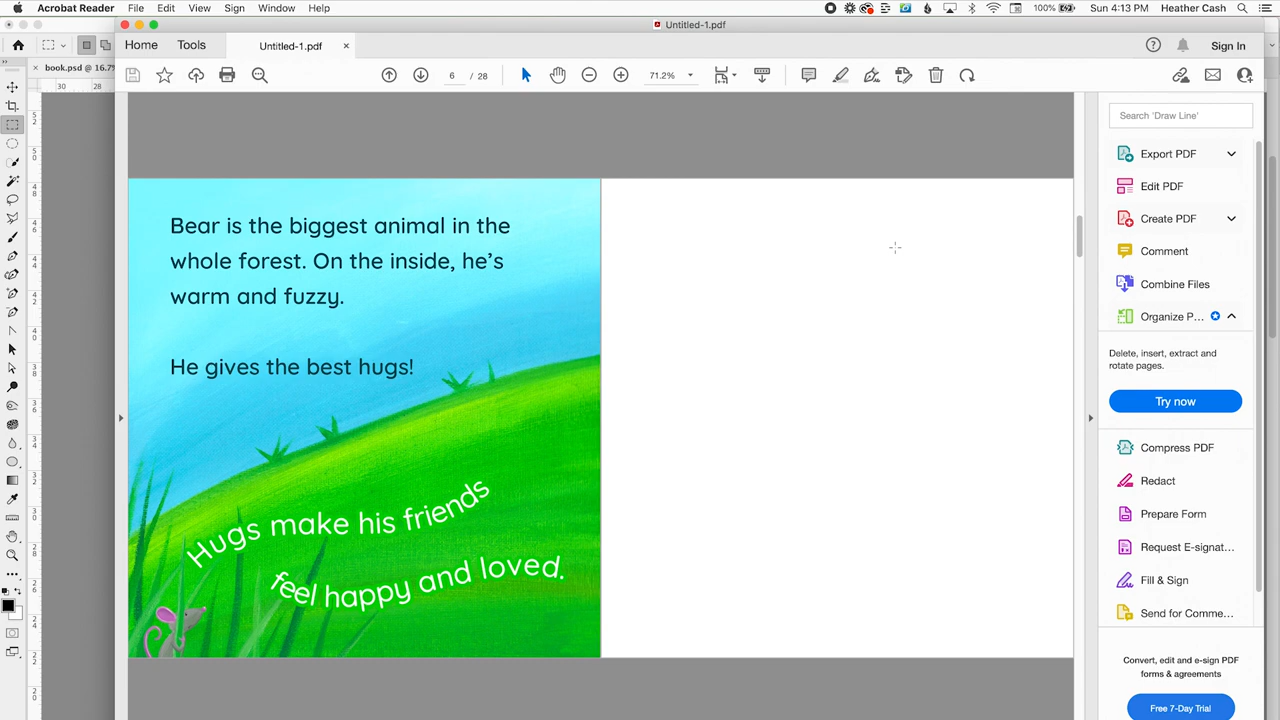 Acrobat Reader File Edit View Sign Window Help 100% Sun 4:13 PM Heather Cash
Untitled-1.pdf
Home Tools Untitled-1.pdf × Sign In
book.psd @ 16.7%
6 / 28 71.2%
30 28
Search 'Draw Line'
Export PDF
Edit PDF
Create PDF
Comment
Combine Files
Organize P...
Delete, insert, extract and
rotate pages.
Try now
Compress PDF
Redact
Prepare Form
Request E-signat...
Fill & Sign
Send for Comme...
Convert, edit and e-sign PDF
forms & agreements
Free 7-Day Trial
Bear is the biggest animal in the
whole forest. On the inside, he's
warm and fuzzy.
He gives the best hugs!
Hugs make his friends
feel happy and loved.